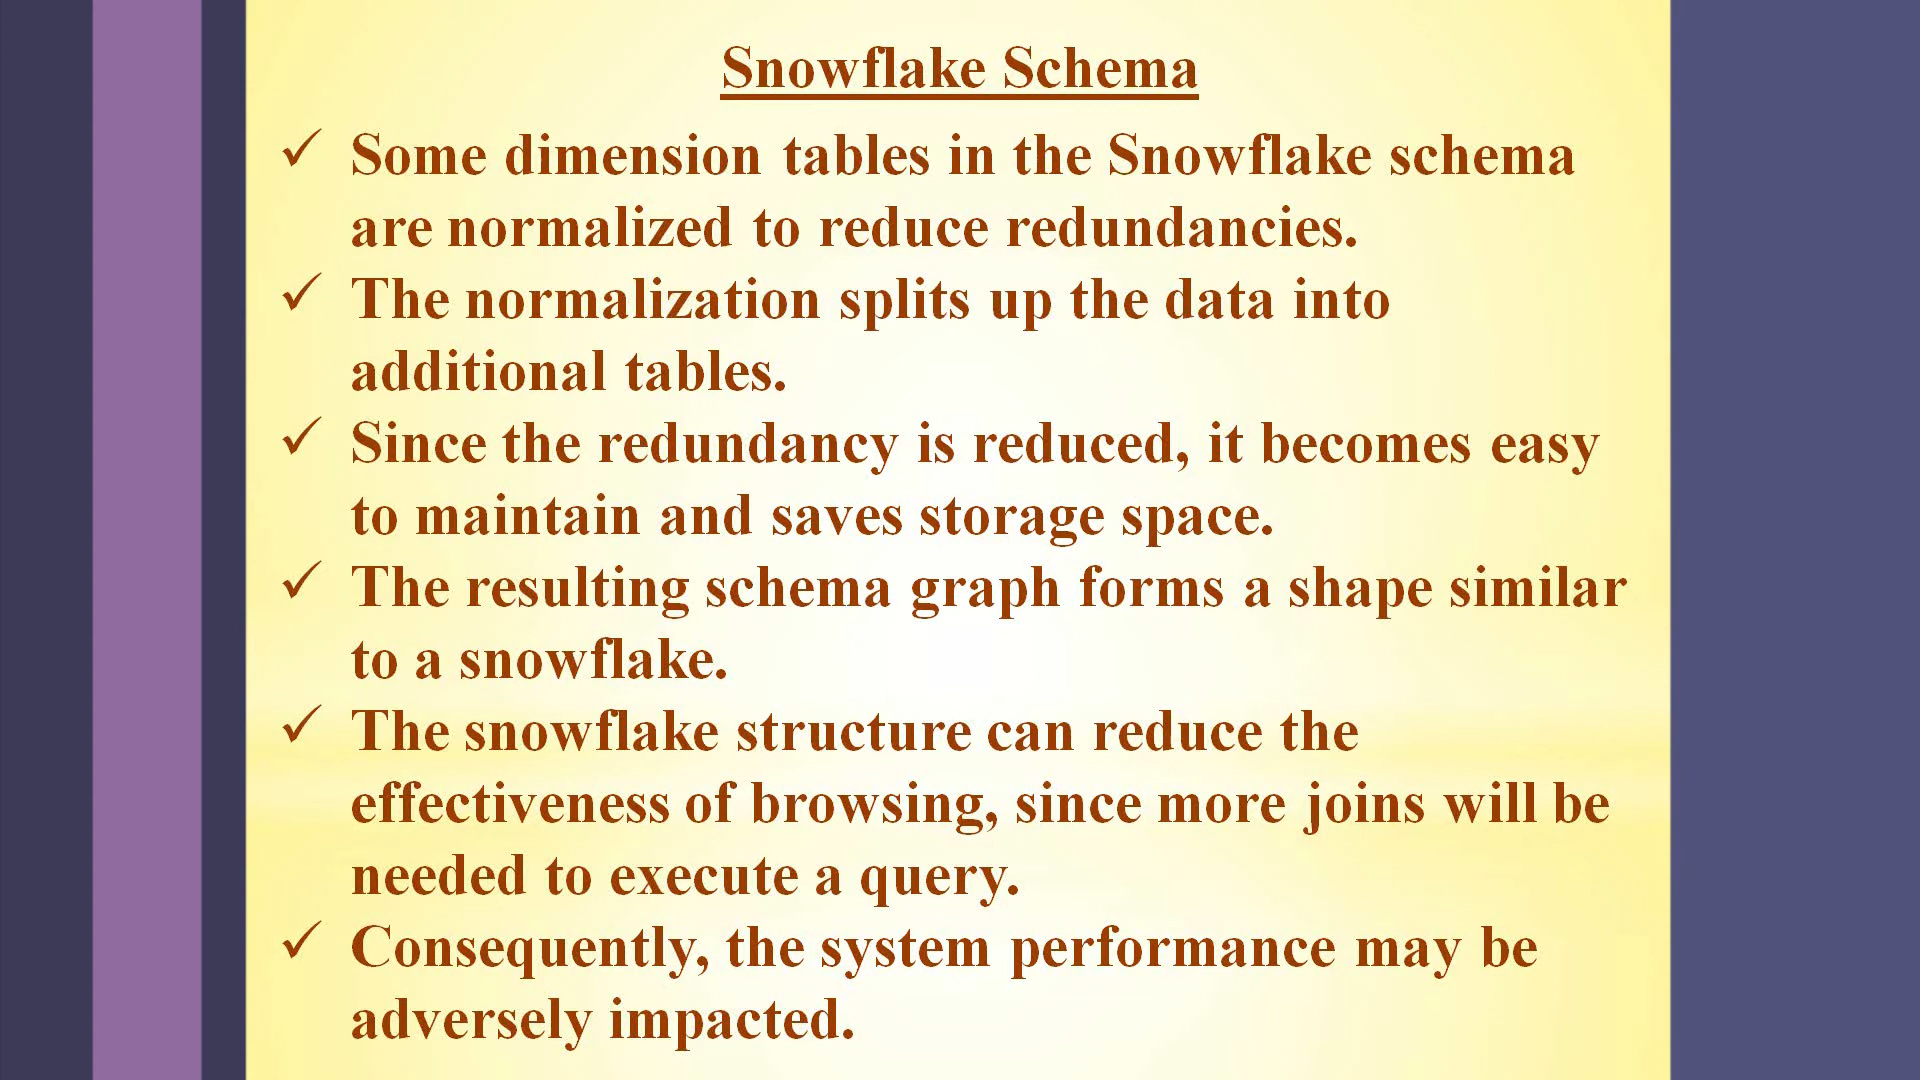 Snowflake Schema
✓ Some dimension tables in the Snowflake schema
are normalized to reduce redundancies.
✓ The normalization splits up the data into
additional tables.
✓ Since the redundancy is reduced, it becomes easy
to maintain and saves storage space.
✓ The resulting schema graph forms a shape similar
to a snowflake.
✓ The snowflake structure can reduce the
effectiveness of browsing, since more joins will be
needed to execute a query.
✓ Consequently, the system performance may be
adversely impacted.